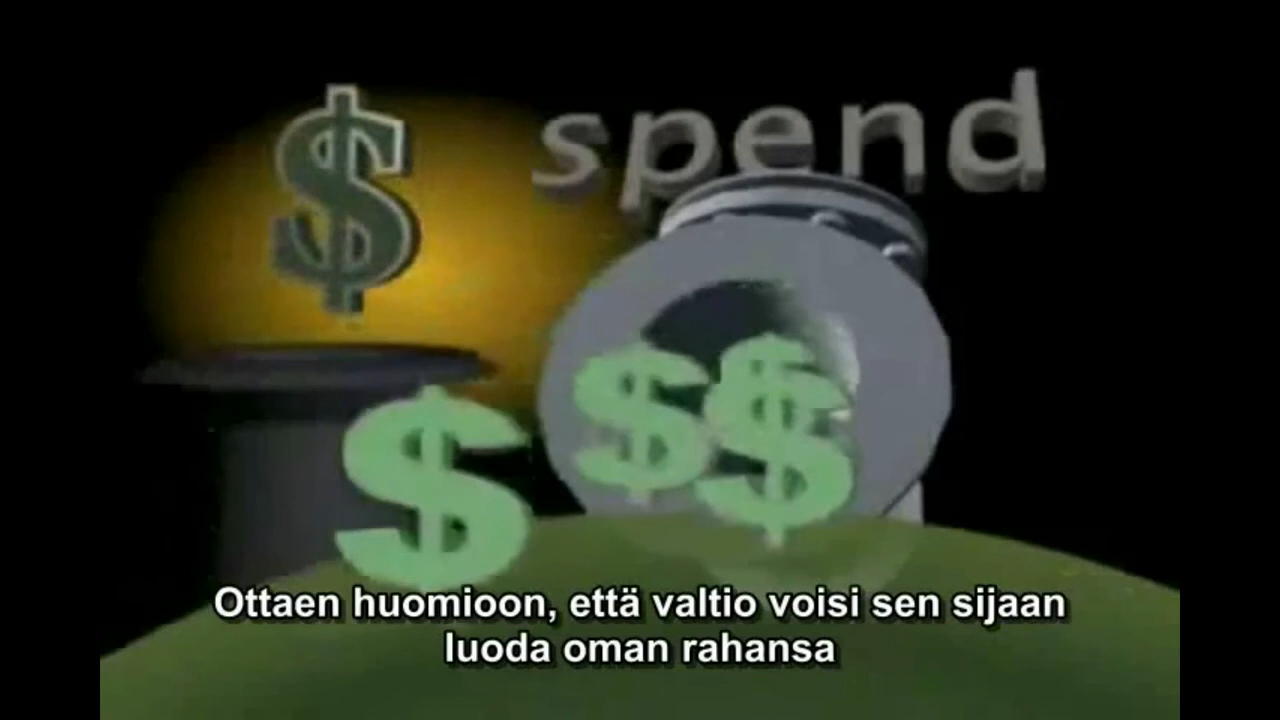 $ spend
$ $ $
$
Ottaen huomioon, että valtio voisi sen sijaan
luoda oman rahansa